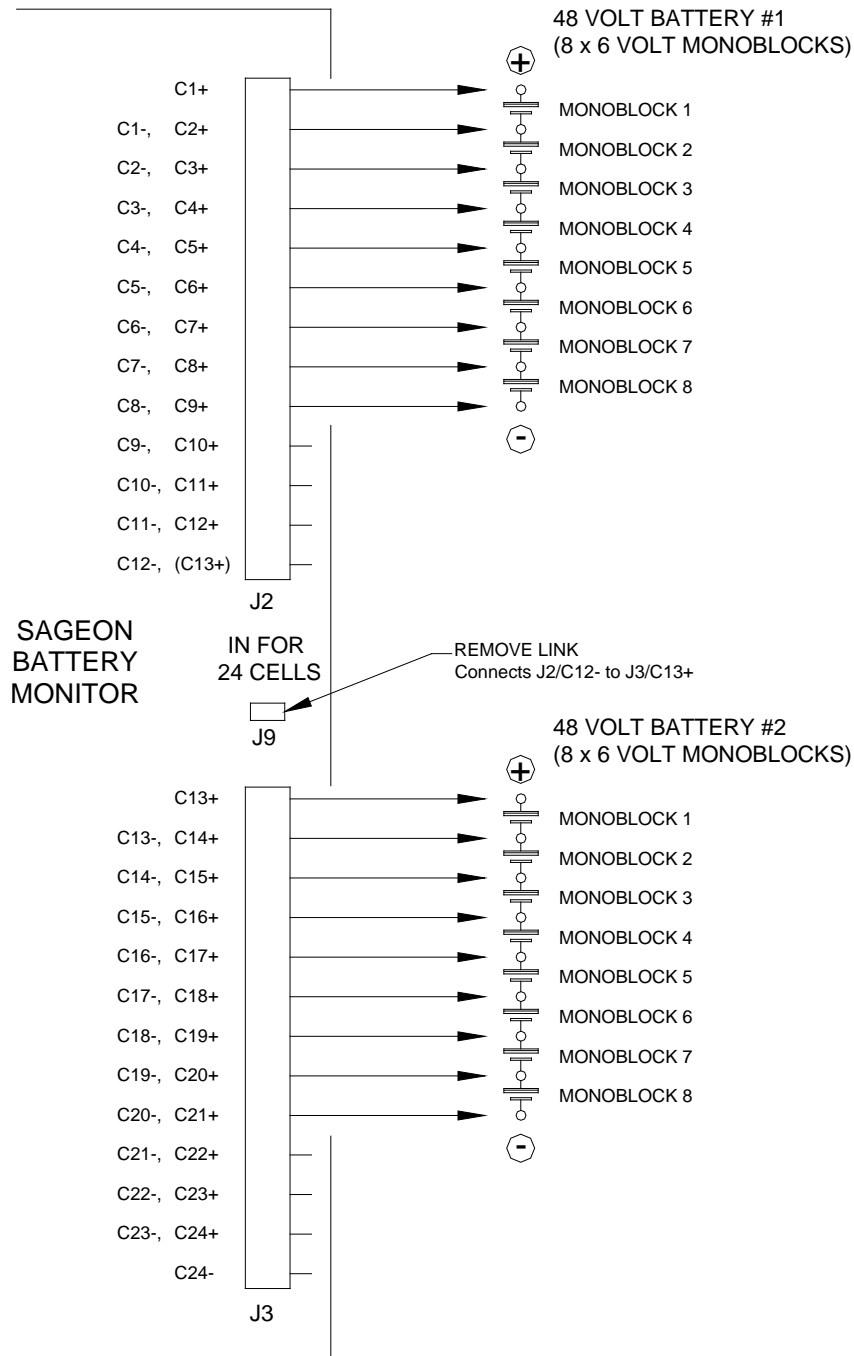 48 VOLT BATTERY #1
(8 x 6 VOLT MONOBLOCKS)
+
C1+
MONOBLOCK 1
C1-, C2+
MONOBLOCK 2
C2-, C3+
MONOBLOCK 3
C3-, C4+
MONOBLOCK 4
C4-, C5+
MONOBLOCK 5
C5-, C6+
MONOBLOCK 6
C6-, C7+
MONOBLOCK 7
C7-, C8+
MONOBLOCK 8
C8-, C9+
-
C9-, C10+
C10-, C11+
C11-, C12+
C12-, (C13+)
J2
SAGEON
BATTERY
MONITOR
IN FOR
24 CELLS
REMOVE LINK
Connects J2/C12- to J3/C13+
J9
48 VOLT BATTERY #2
(8 x 6 VOLT MONOBLOCKS)
+
C13+
MONOBLOCK 1
C13-, C14+
MONOBLOCK 2
C14-, C15+
MONOBLOCK 3
C15-, C16+
MONOBLOCK 4
C16-, C17+
MONOBLOCK 5
C17-, C18+
MONOBLOCK 6
C18-, C19+
MONOBLOCK 7
C19-, C20+
MONOBLOCK 8
C20-, C21+
-
C21-, C22+
C22-, C23+
C23-, C24+
C24-
J3